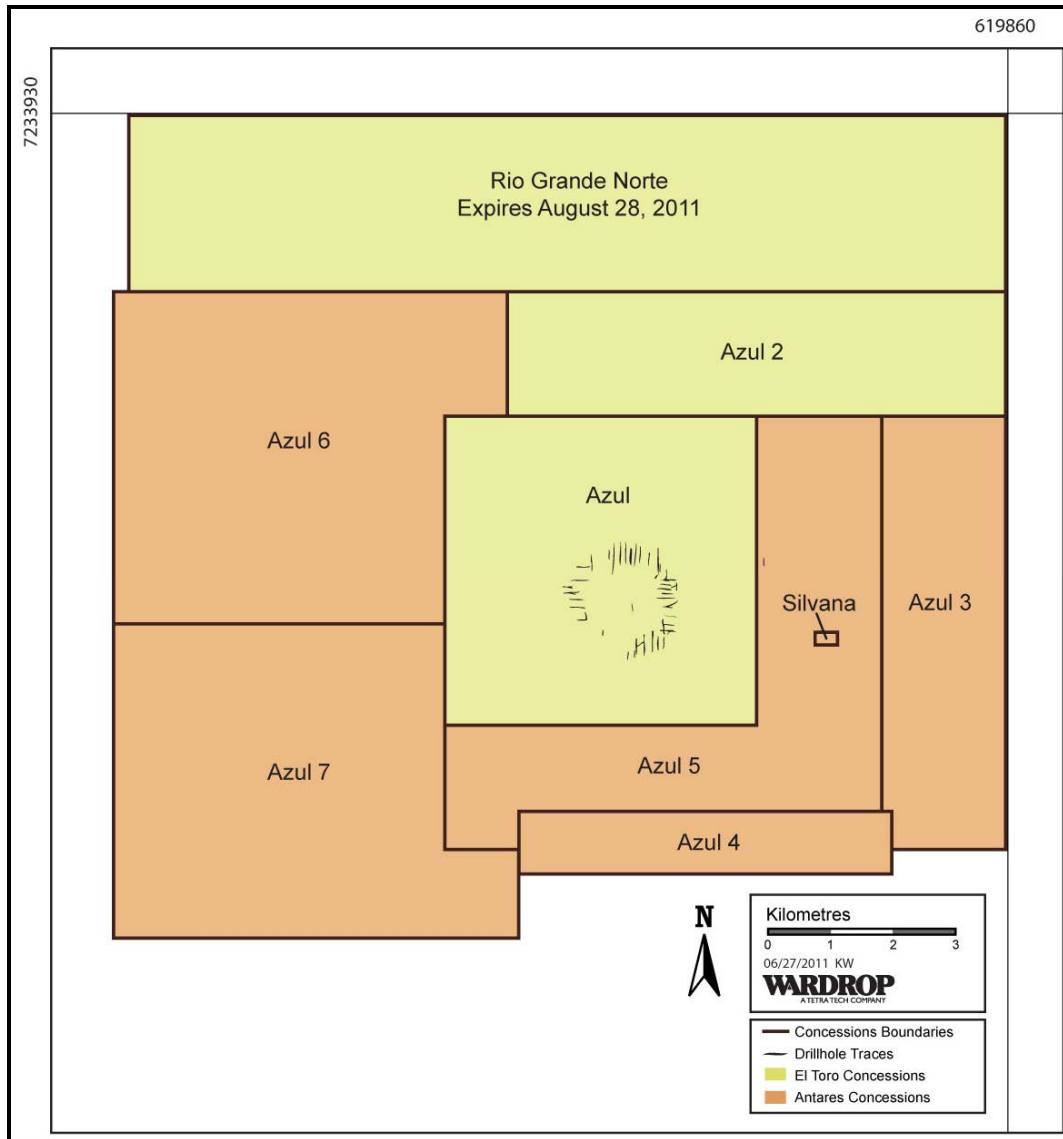 619860
7233930
Rio Grande Norte
Expires August 28, 2011
Azul 2
Azul 6
Azul
Silvana
Azul 3
Azul 7
Azul 5
Azul 4
N
Kilometres
0 1 2 3
06/27/2011 KW
WARDROP
A TETRA TECH COMPANY
Concessions Boundaries
Drillhole Traces
El Toro Concessions
Antares Concessions